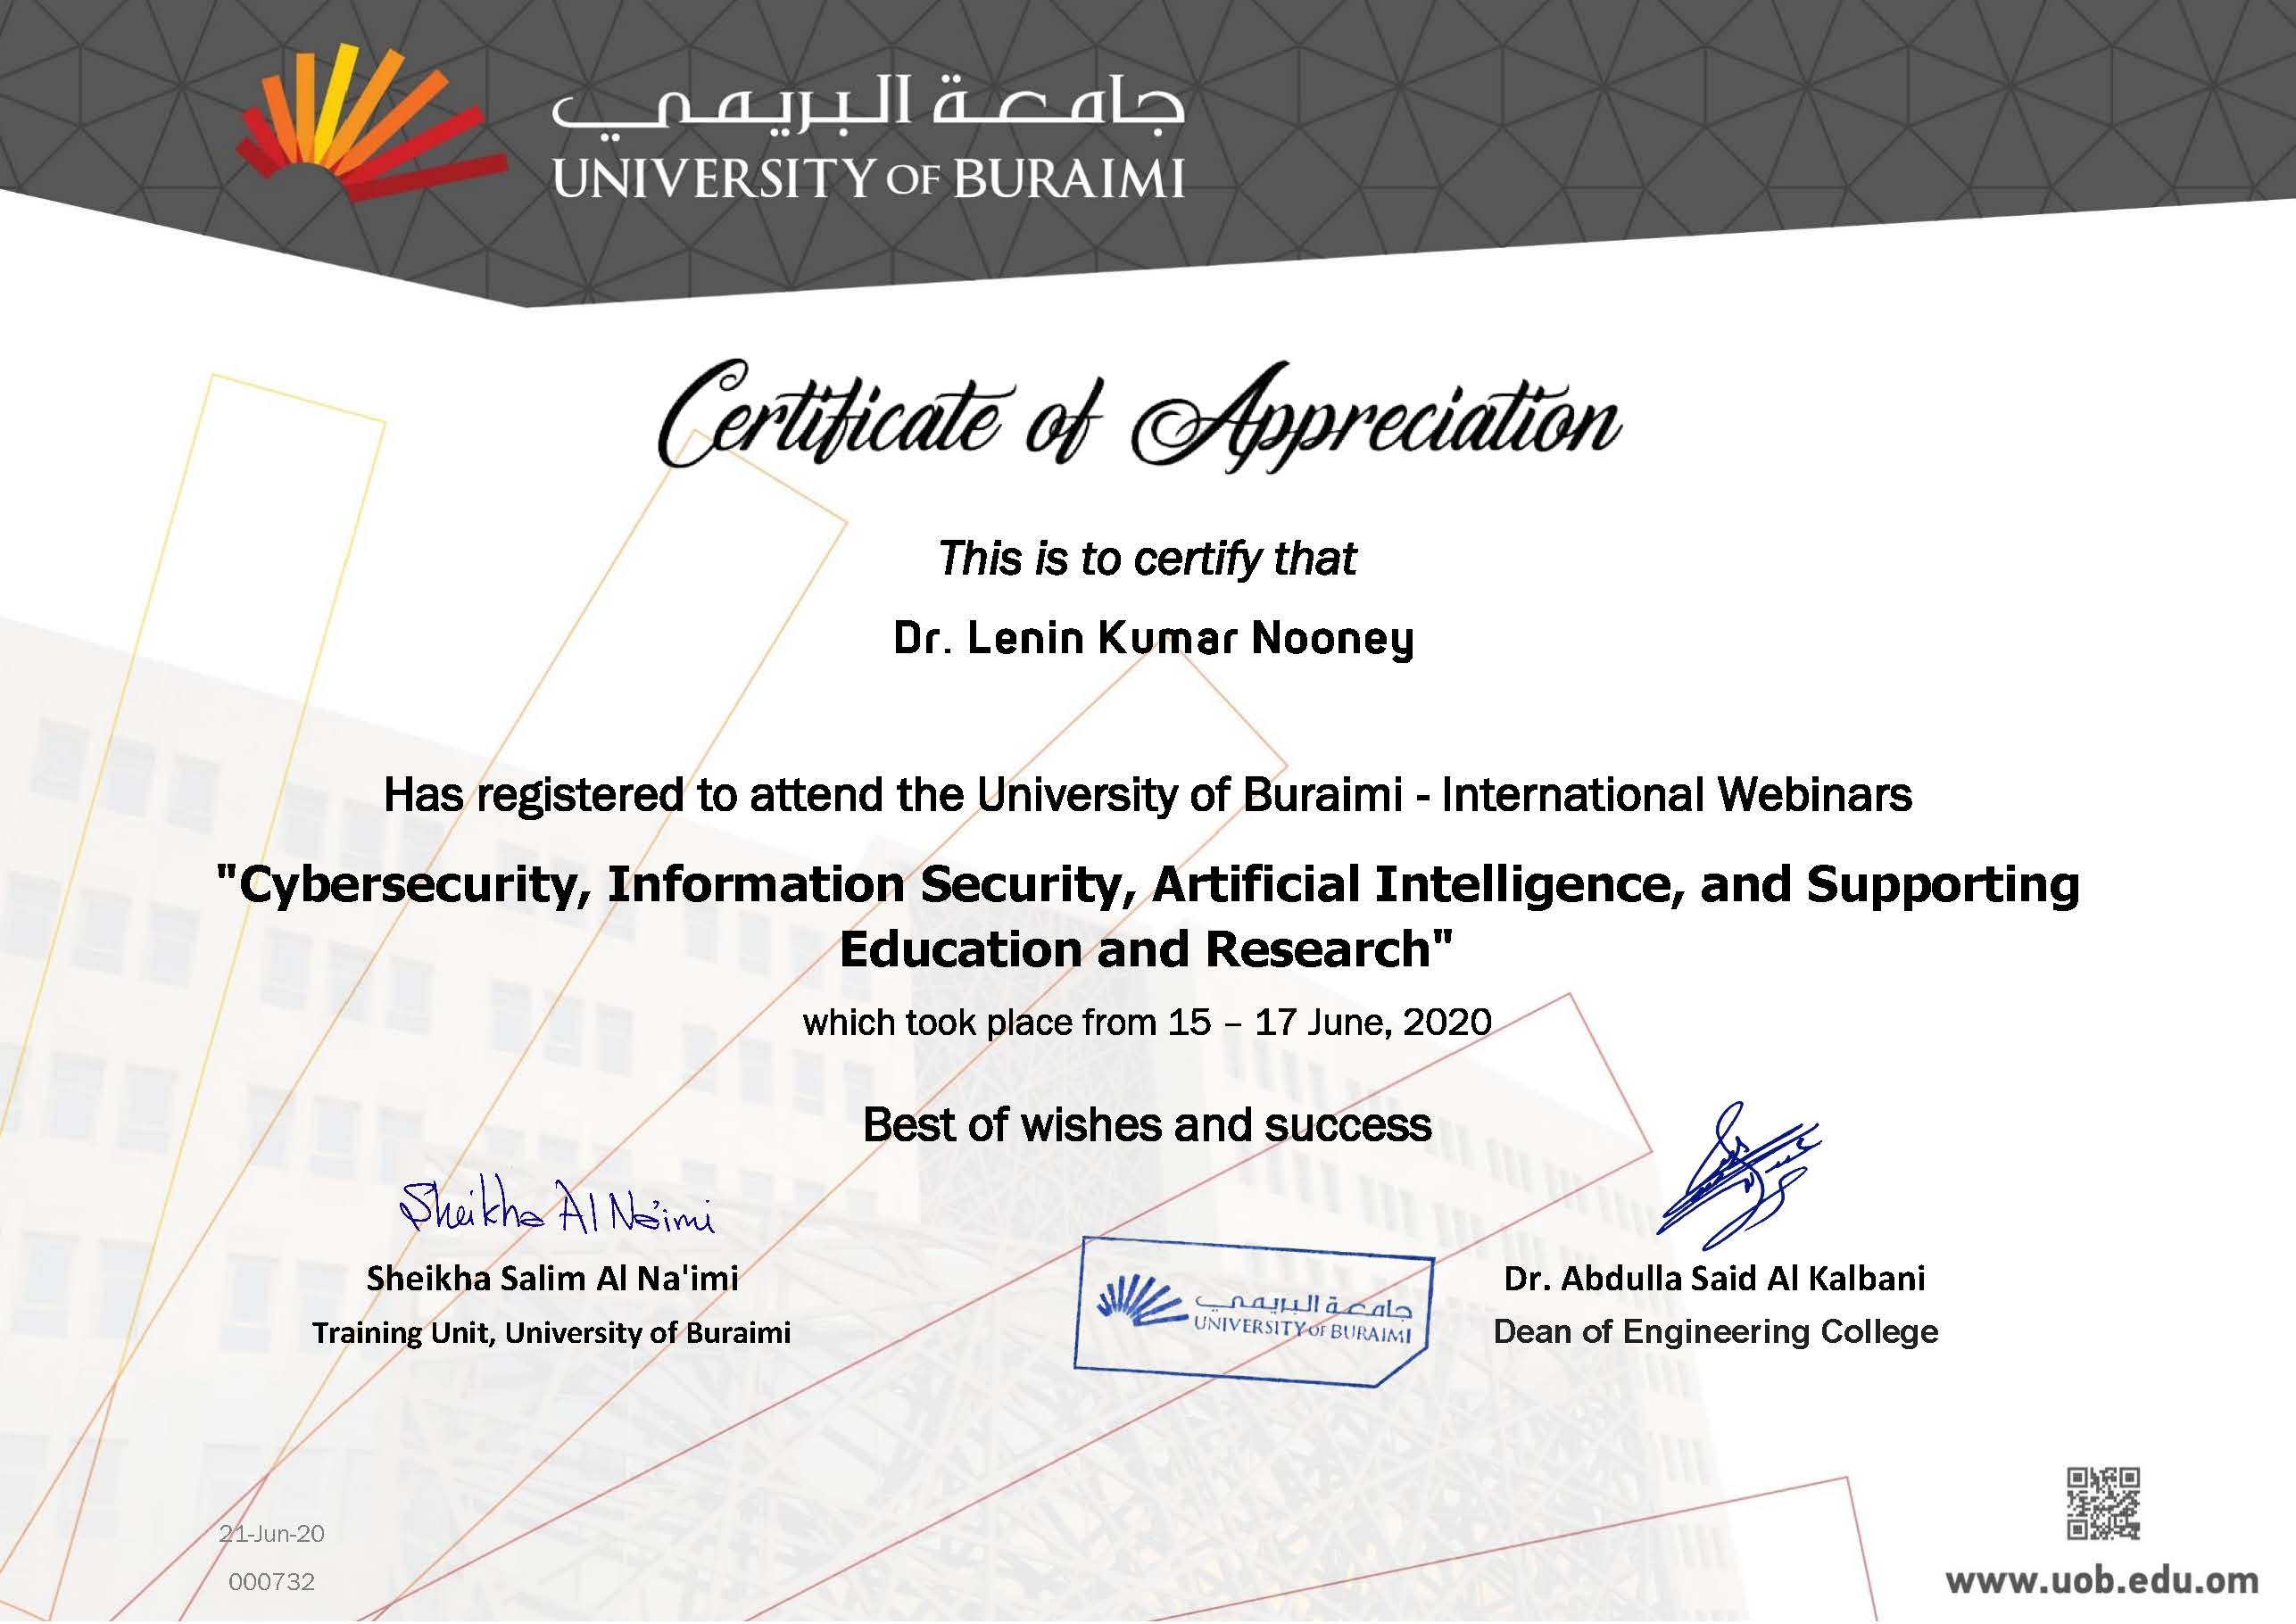 جامعة البريمي
UNIVERSITY OF BURAIMI
Certificate of Appreciation
This is to certify that
Dr. Lenin Kumar Nooney
Has registered to attend the University of Buraimi - International Webinars
"Cybersecurity, Information Security, Artificial Intelligence, and Supporting
Education and Research"
which took place from 15 – 17 June, 2020
Best of wishes and success
Sheikha Al Na'imi
Sheikha Salim Al Na'imi
Training Unit, University of Buraimi
جامعة البريمي
UNIVERSITY OF BURAIMI
Dr. Abdulla Said Al Kalbani
Dean of Engineering College
21-Jun-20
000732
www.uob.edu.om